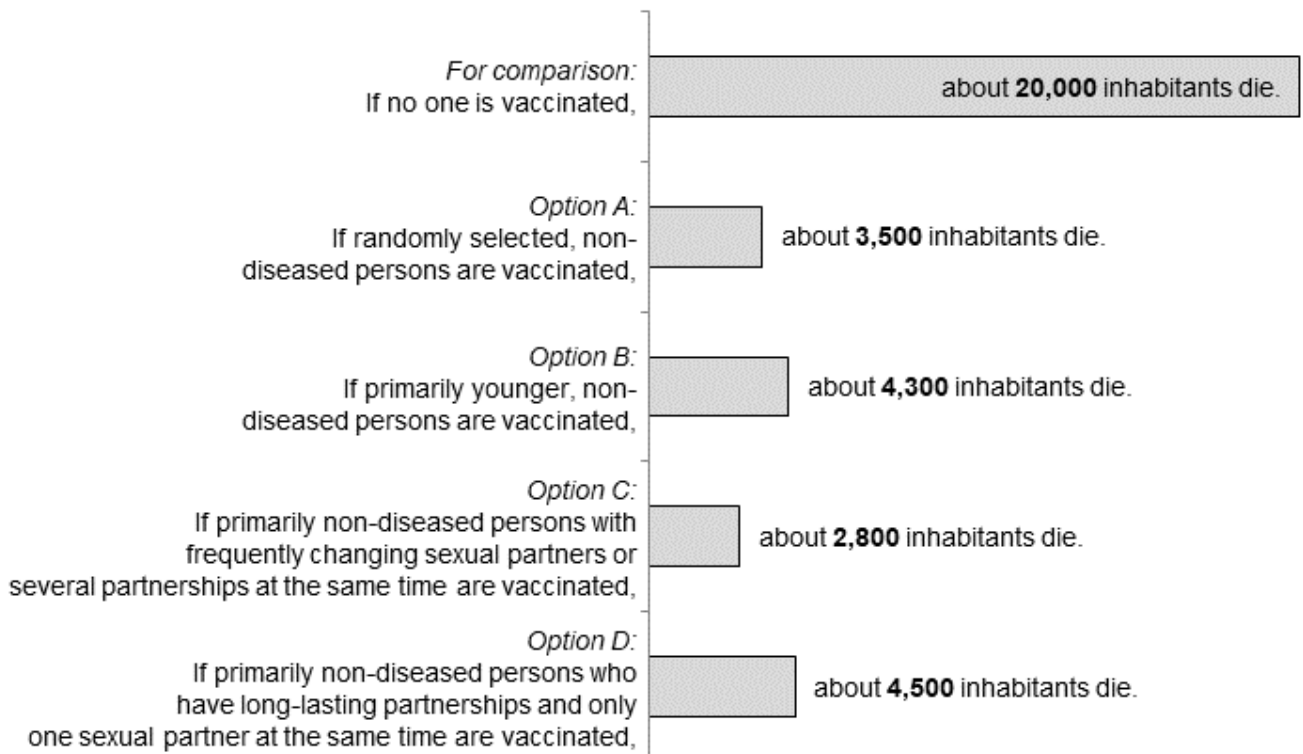 For comparison:
If no one is vaccinated,
about 20,000 inhabitants die.
Option A:
If randomly selected, non-
diseased persons are vaccinated,
about 3,500 inhabitants die.
Option B:
If primarily younger, non-
diseased persons are vaccinated,
about 4,300 inhabitants die.
Option C:
If primarily non-diseased persons with
frequently changing sexual partners or
several partnerships at the same time are vaccinated,
about 2,800 inhabitants die.
Option D:
If primarily non-diseased persons who
have long-lasting partnerships and only
one sexual partner at the same time are vaccinated,
about 4,500 inhabitants die.